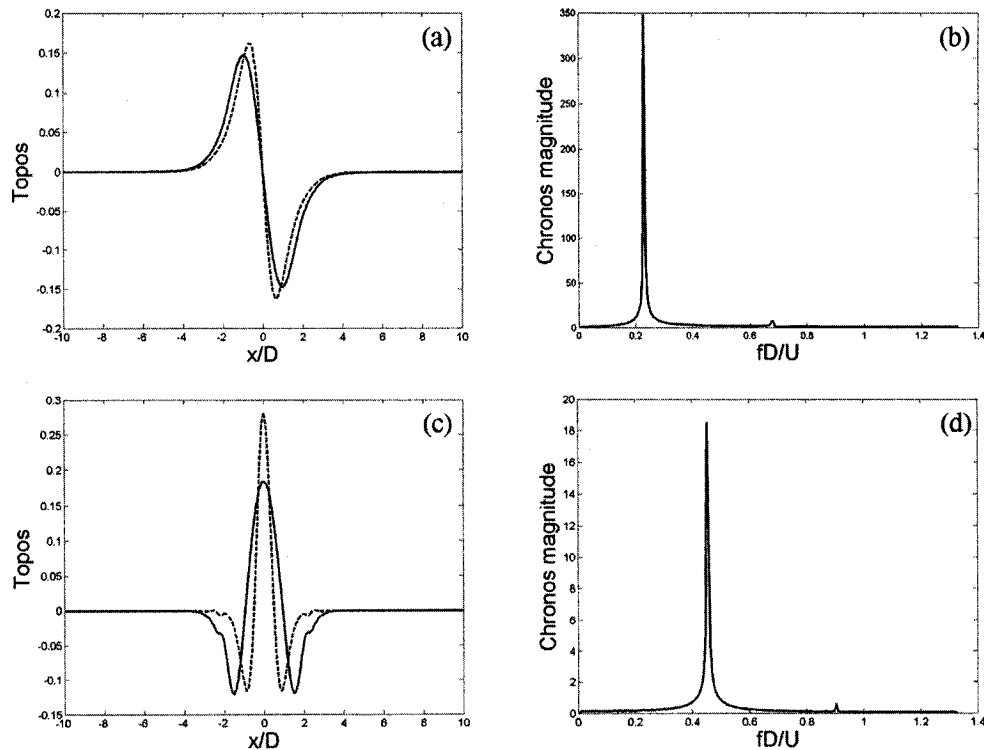 (a)
Topos
0.2
0.15
0.1
0.05
0
-0.05
-0.1
-0.15
0.2
-10 -8 -6 -4 -2 0 2 4 6 8 10
x/D
(b)
Chronos magnitude
350
300
250
200
150
100
50
0
0 0.2 0.4 0.6 0.8 1 1.2 1.4
fD/U
(c)
Topos
0.3
0.25
0.2
0.15
0.1
0.05
0
-0.05
-0.1
-0.15
-10 -8 -6 -4 -2 0 2 4 6 8 10
x/D
(d)
Chronos magnitude
20
18
16
14
12
10
8
6
4
2
0
0 0.2 0.4 0.6 0.8 1 1.2 1.4
fD/U